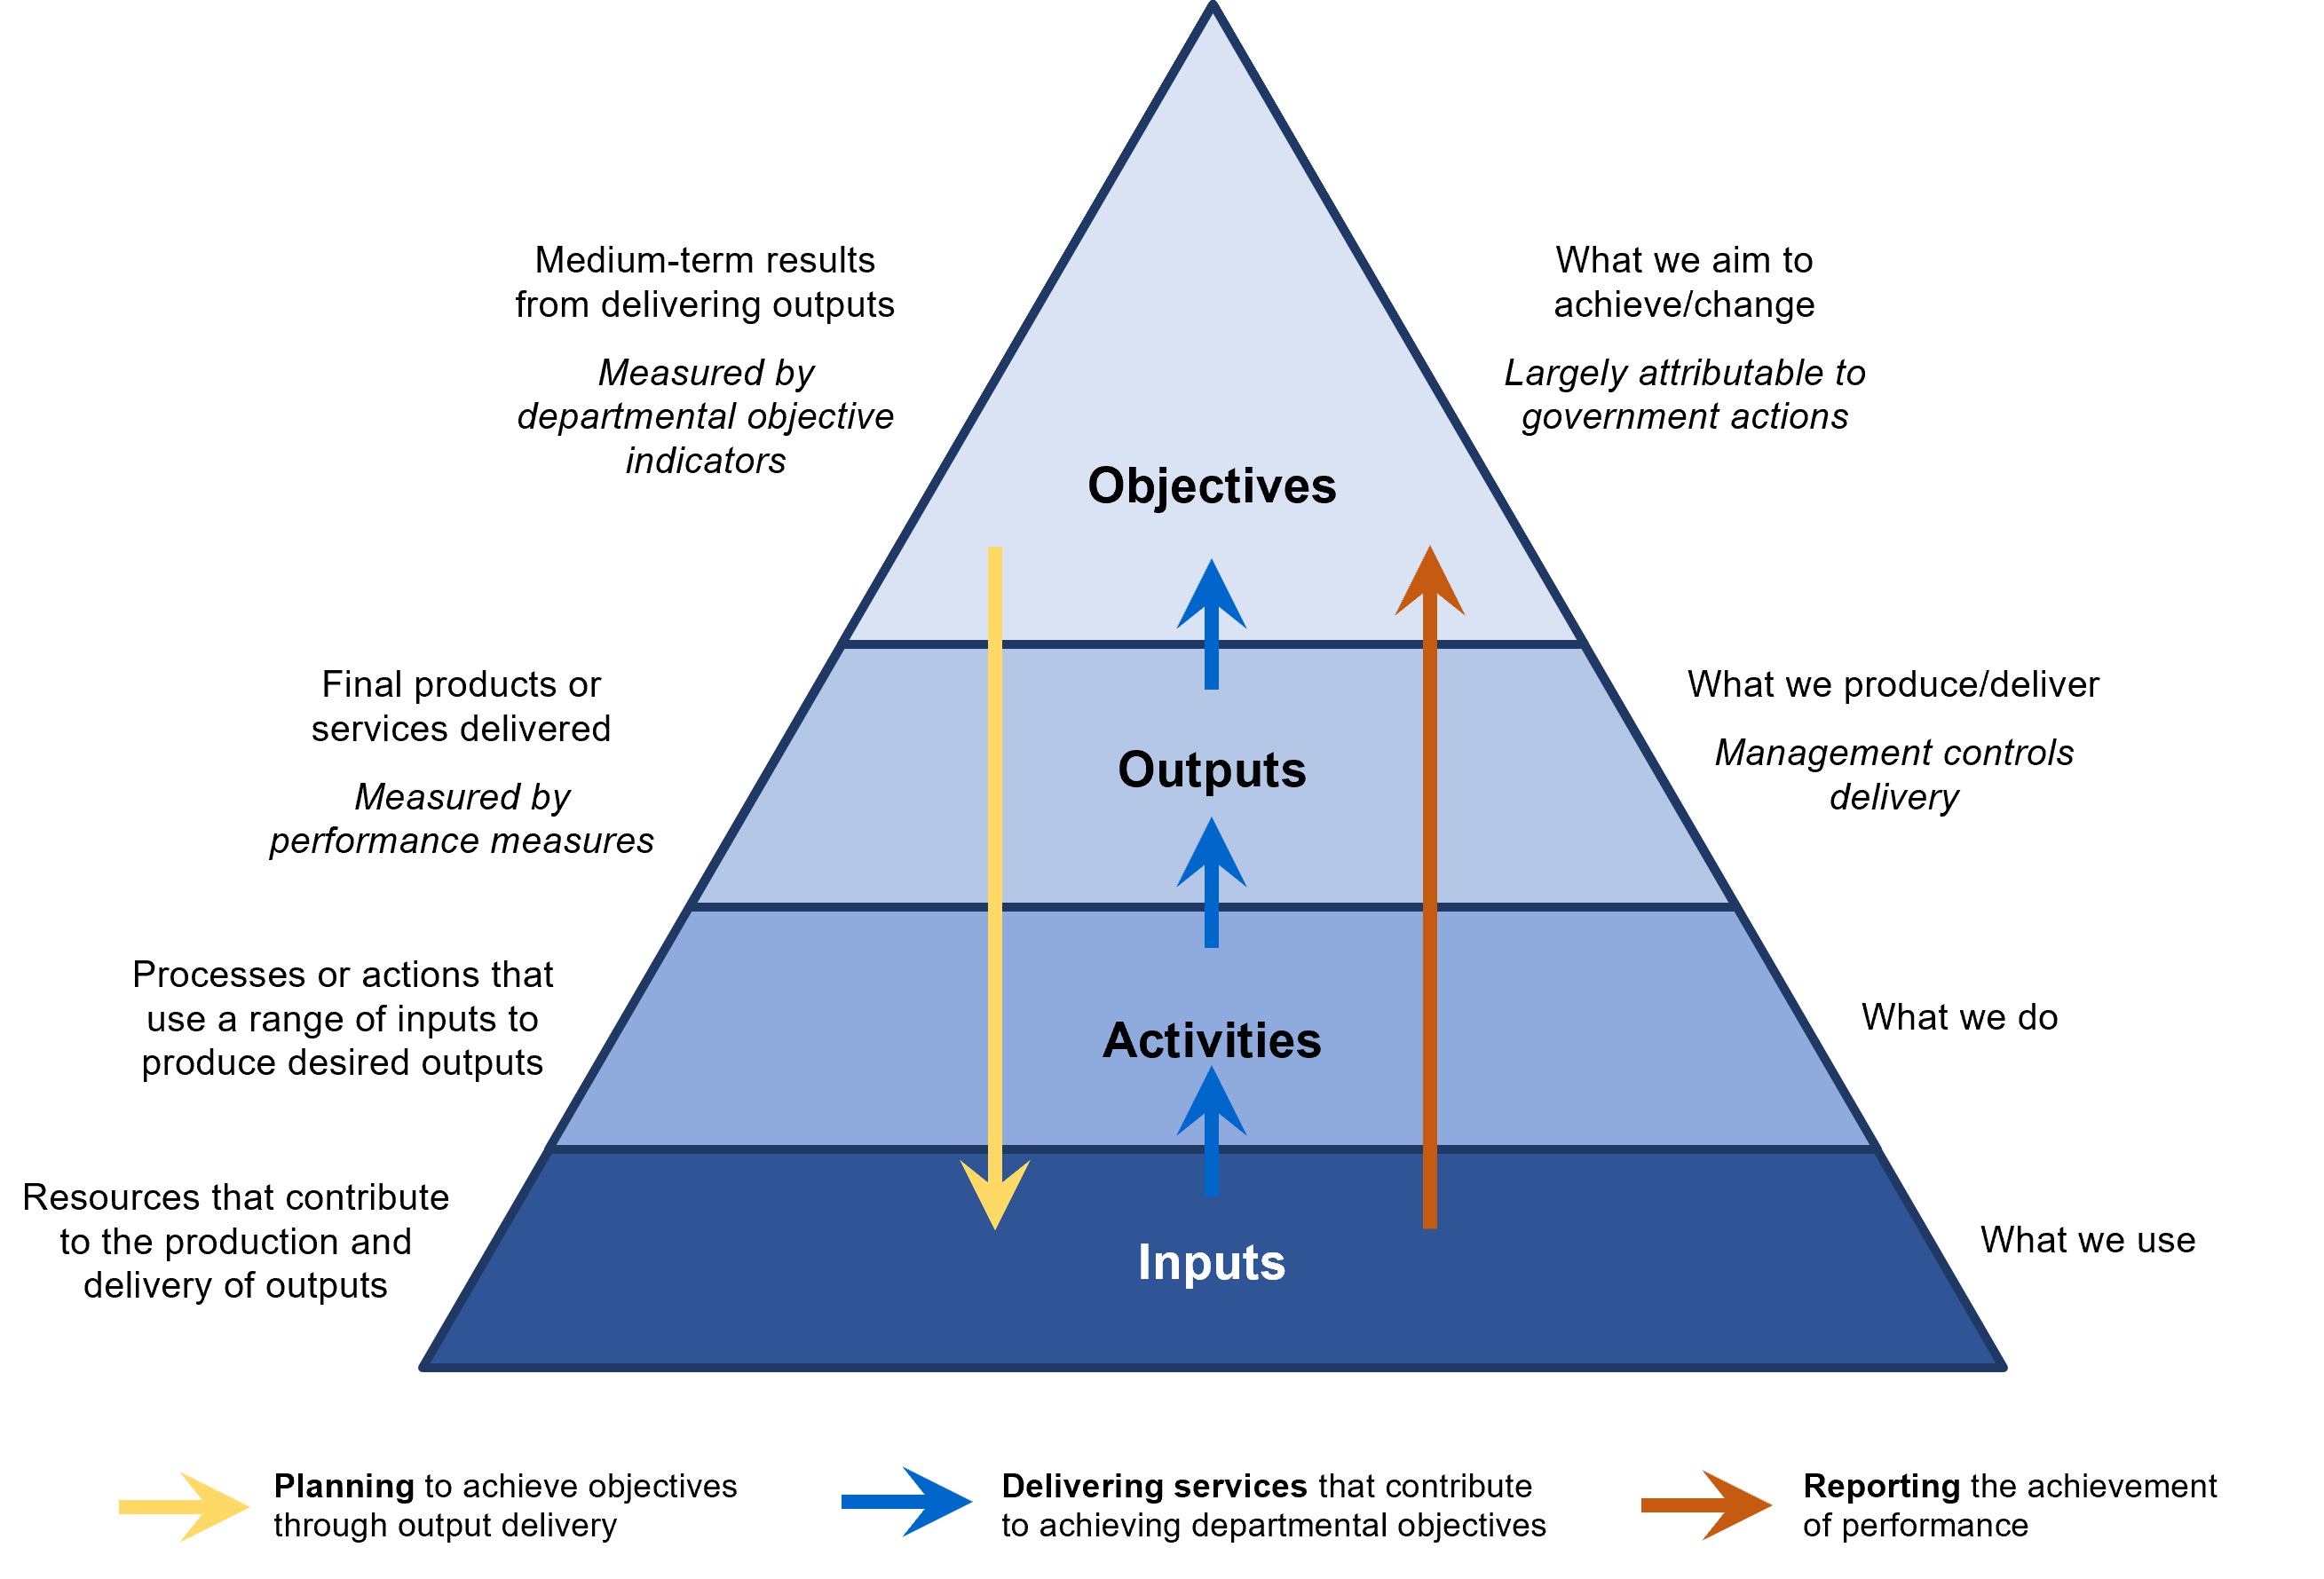 Medium-term results
from delivering outputs
Measured by
departmental objective
indicators
What we aim to
achieve/change
Largely attributable to
government actions
Objectives
Final products or
services delivered
Measured by
performance measures
What we produce/deliver
Management controls
delivery
Outputs
Processes or actions that
use a range of inputs to
produce desired outputs
What we do
Activities
Resources that contribute
to the production and
delivery of outputs
What we use
Inputs
Planning to achieve objectives
through output delivery
Delivering services that contribute
to achieving departmental objectives
Reporting the achievement
of performance